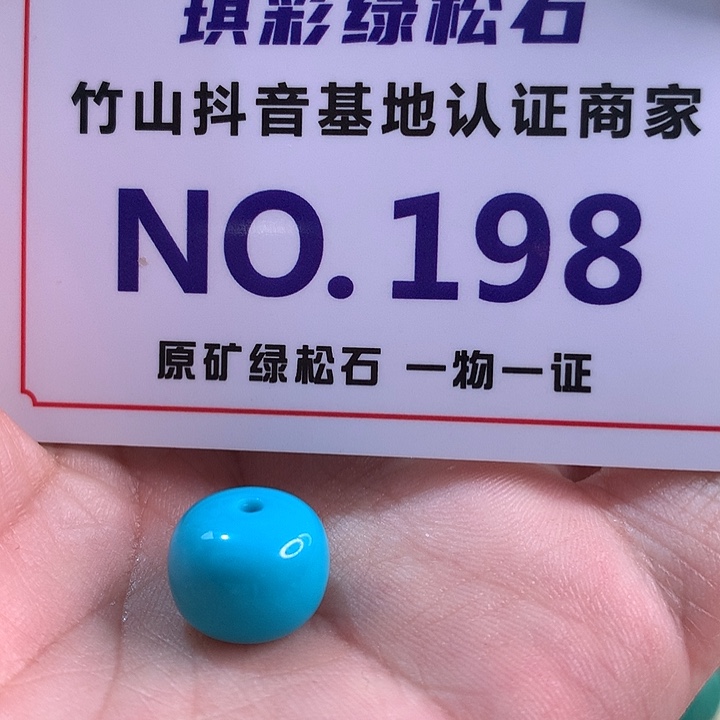 琪彩绿松石
竹山抖音基地认证商家
NO.198
原矿绿松石 一物一证